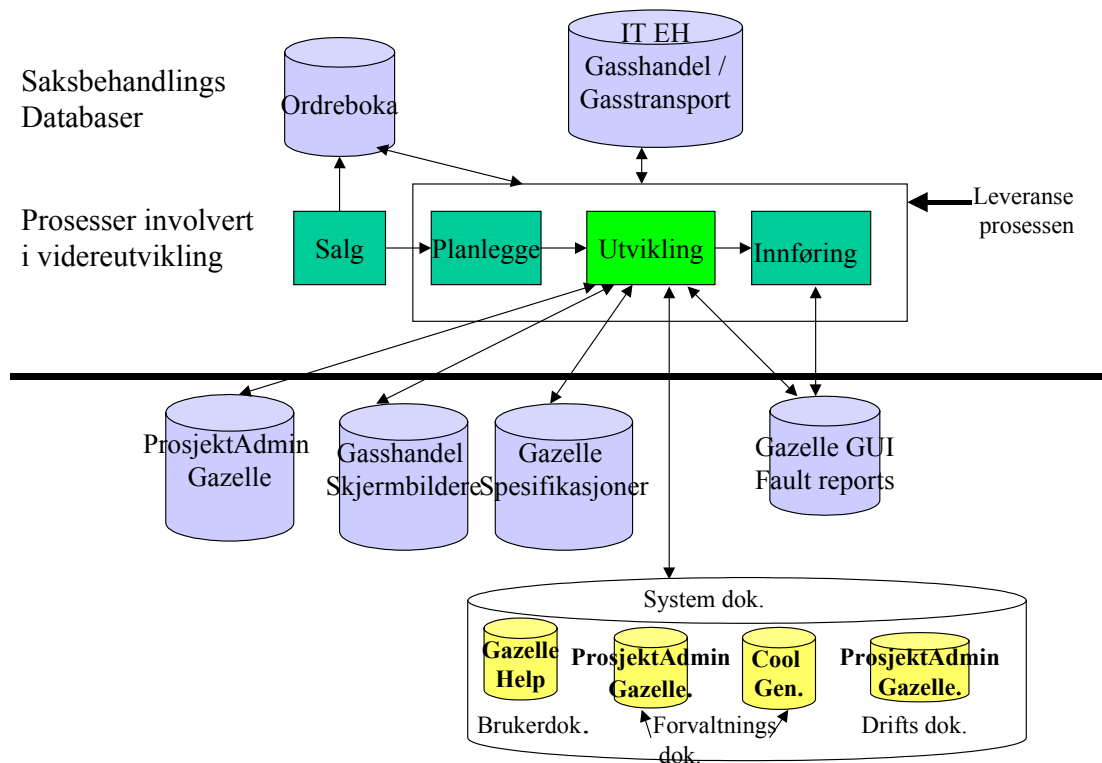 IT EH
Gasshandel /
Gasstransport
Saksbehandlings
Databaser
Ordreboka
Prosesser involvert
i videreutvikling
Salg
Planlegge
Utvikling
Innføring
Leveranse
prosessen
ProsjektAdmin
Gazelle
Gasshandel
Skjermbildere
Gazelle
Spesifikasjoner
Gazelle GUI
Fault reports
System dok.
Gazelle
Help
ProsjektAdmin
Gazelle.
Cool
Gen.
ProsjektAdmin
Gazelle.
Brukerdok.
Forvaltnings
dok.
Drifts dok.